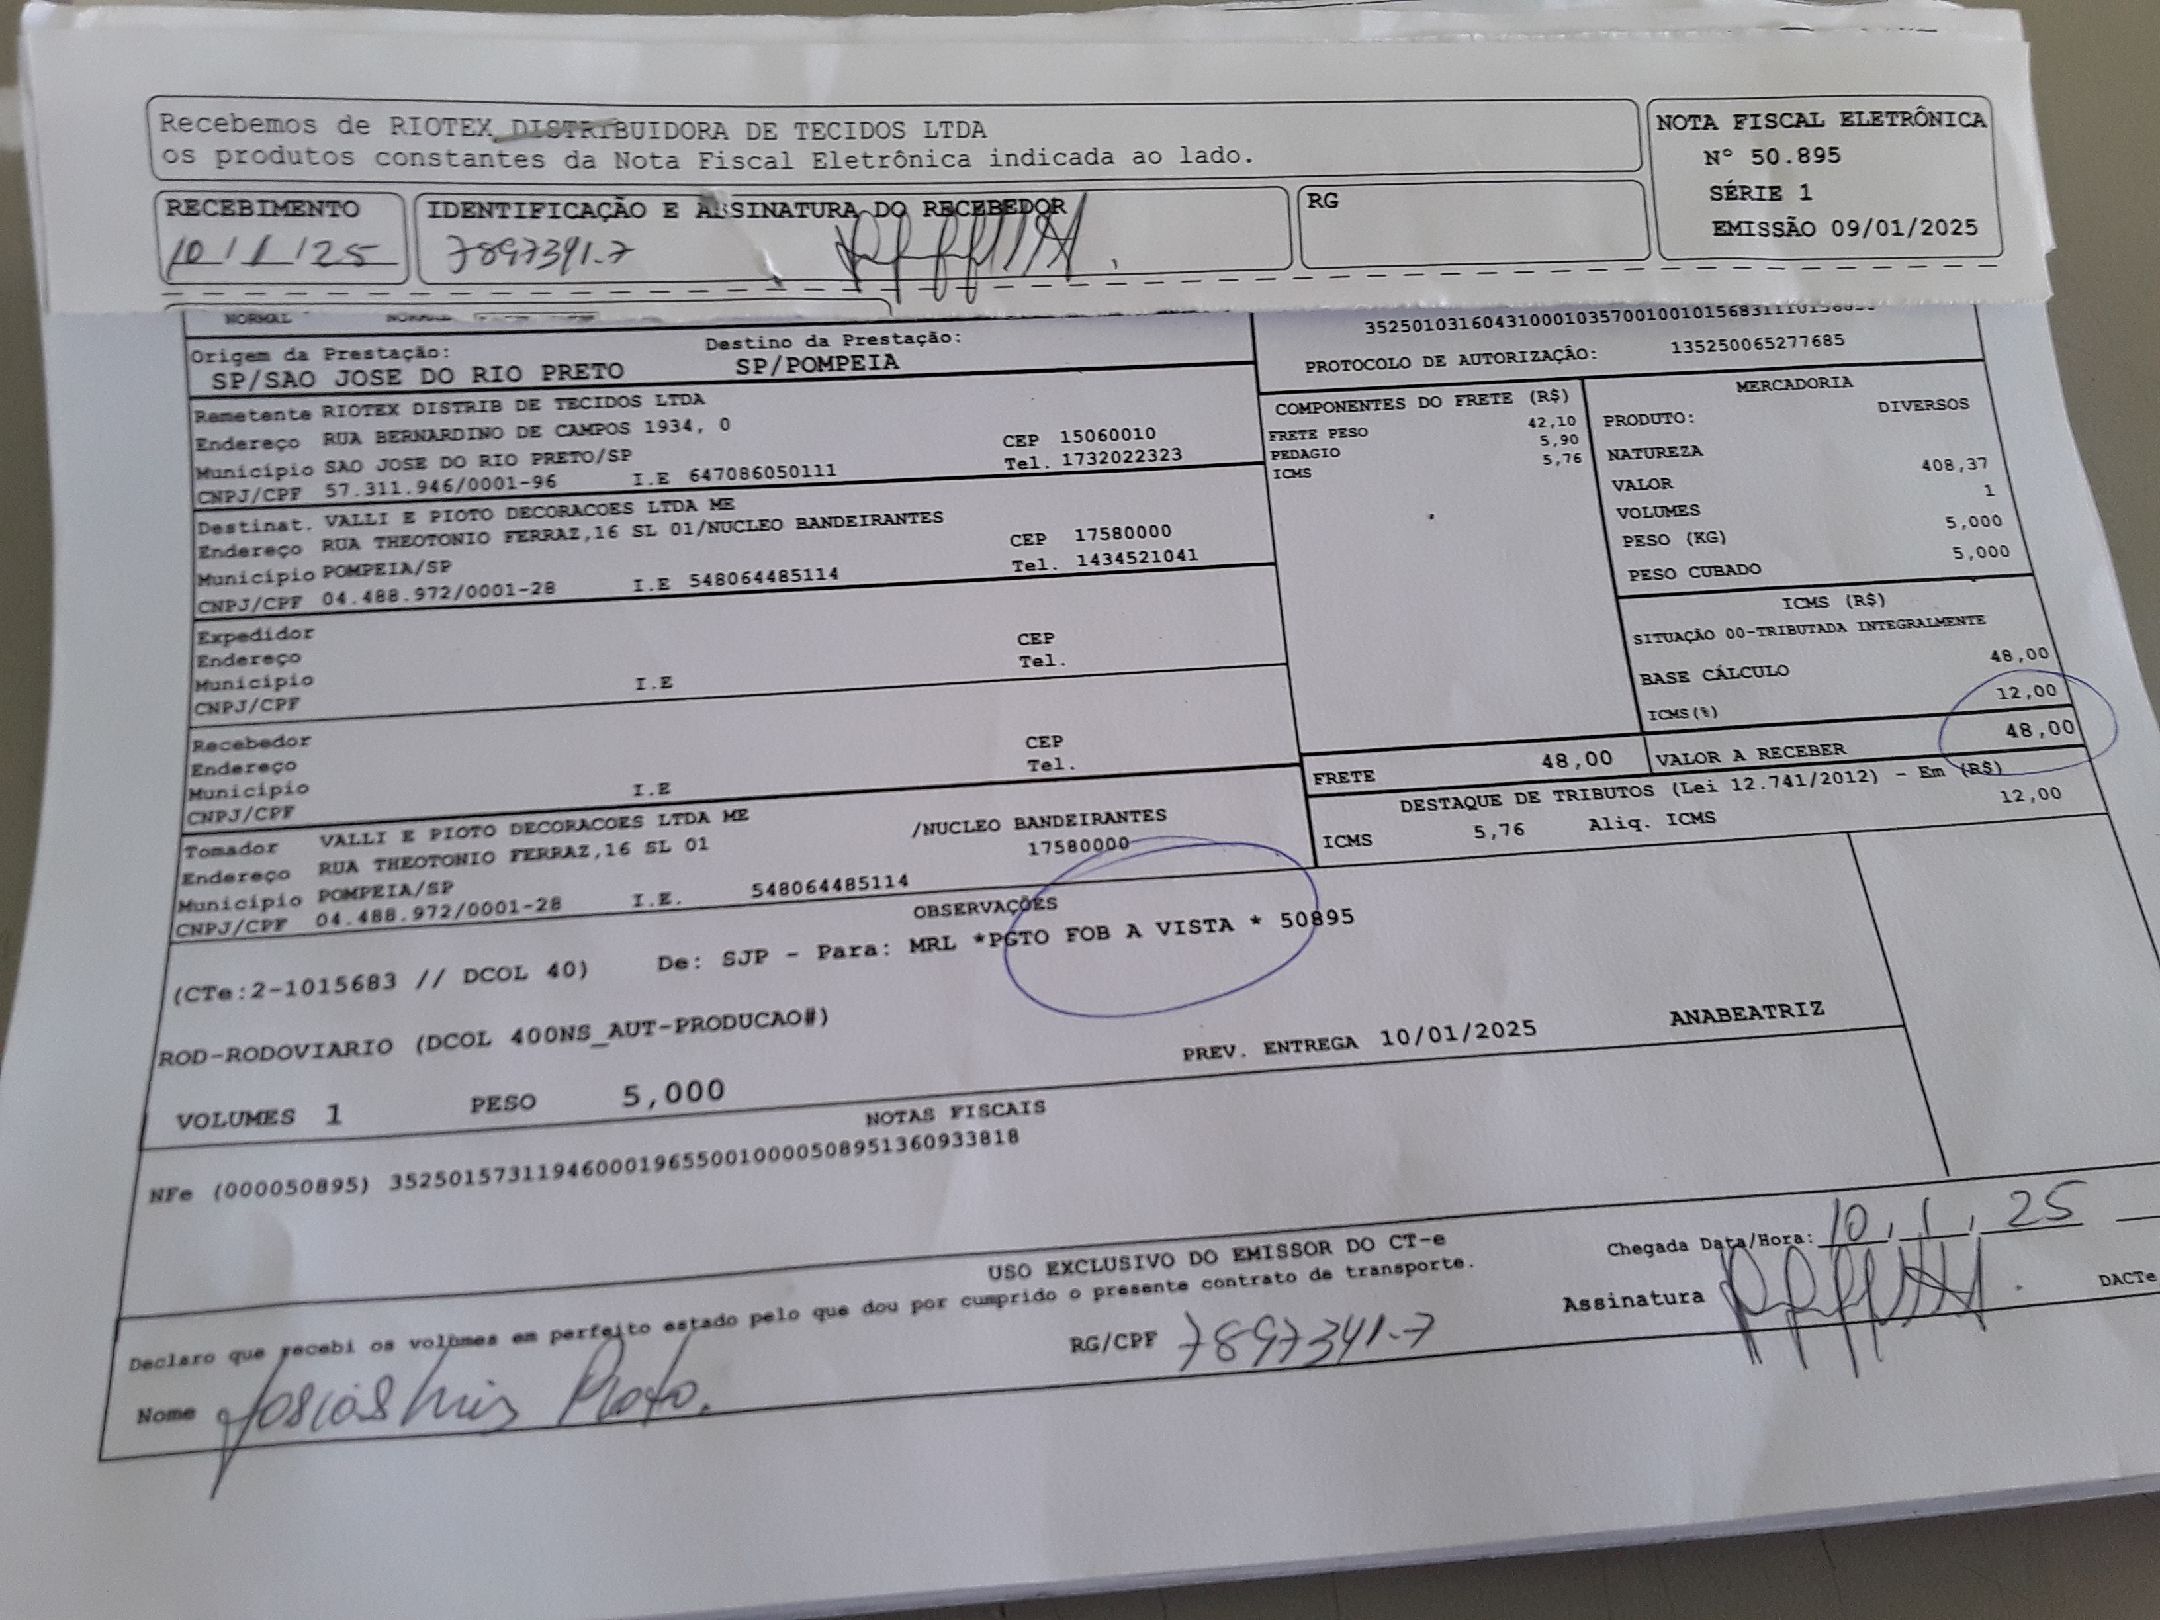 Recebemos de RIOTEX DISTRIBUIDORA DE TECIDOS LTDA
os produtos constantes da Nota Fiscal Eletrônica indicada ao lado.
NOTA FISCAL ELETRÔNICA
Nº 50.895
SÉRIE 1
EMISSÃO 09/01/2025
RECEBIMENTO
10/1/25
IDENTIFICAÇÃO E ASSINATURA DO RECEBEDOR
7897391-7
RG
NORMAL NORMAL
Origem da Prestação:
SP/SAO JOSE DO RIO PRETO
Destino da Prestação:
SP/POMPEIA
PROTOCOLO DE AUTORIZAÇÃO: 135250065277685
Remetente RIOTEX DISTRIB DE TECIDOS LTDA
Endereço RUA BERNARDINO DE CAMPOS 1934, 0 CEP 15060010
Município SAO JOSE DO RIO PRETO/SP Tel. 1732022323
CNPJ/CPF 57.311.946/0001-96 I.E 647086050111
Destinat. VALLI E PIOTO DECORACOES LTDA ME
Endereço RUA THEOTONIO FERRAZ,16 SL 01/NUCLEO BANDEIRANTES CEP 17580000
Município POMPEIA/SP Tel. 1434521041
CNPJ/CPF 04.488.972/0001-28 I.E 548064485114
Expedidor
Endereço CEP
Município Tel.
CNPJ/CPF I.E
Recebedor
Endereço CEP
Município Tel.
CNPJ/CPF I.E
Tomador VALLI E PIOTO DECORACOES LTDA ME
Endereço RUA THEOTONIO FERRAZ,16 SL 01 /NUCLEO BANDEIRANTES
Município POMPEIA/SP 17580000
CNPJ/CPF 04.488.972/0001-28 I.E. 548064485114
COMPONENTES DO FRETE (R$)
FRETE PESO 42,10
PEDAGIO 5,90
ICMS 5,76
MERCADORIA
PRODUTO: DIVERSOS
NATUREZA
VALOR 408,37
VOLUMES 1
PESO (KG) 5,000
PESO CUBADO 5,000
ICMS (R$)
SITUAÇÃO 00-TRIBUTADA INTEGRALMENTE
BASE CÁLCULO 48,00
ICMS(%) 12,00
FRETE 48,00
VALOR A RECEBER 48,00
DESTAQUE DE TRIBUTOS (Lei 12.741/2012) - Em (R$)
ICMS 5,76 Aliq. ICMS 12,00
OBSERVAÇÕES
(CTe:2-1015683 // DCOL 40) De: SJP - Para: MRL *PGTO FOB A VISTA * 50895
ROD-RODOVIARIO (DCOL 400NS_AUT-PRODUCAO#)
PREV. ENTREGA 10/01/2025 ANABEATRIZ
VOLUMES 1 PESO 5,000
NOTAS FISCAIS
NFe (000050895) 35250157311946000196550010000508951360933818
USO EXCLUSIVO DO EMISSOR DO CT-e
Declaro que recebi os volumes em perfeito estado pelo que dou por cumprido o presente contrato de transporte.
Chegada Data/Hora: 10, 1, 25
Nome Josias Luis Pioto.
RG/CPF 7897391-7
Assinatura
DACTe